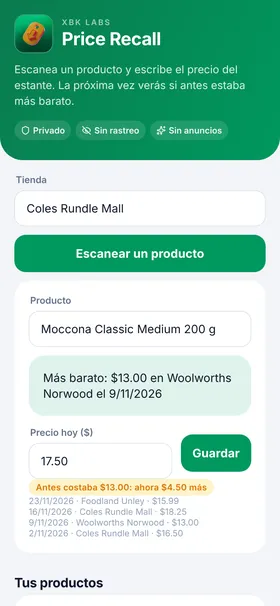 XBK LABS
Price Recall
Escanea un producto y escribe el precio del
estante. La próxima vez verás si antes estaba
más barato.
Privado
Sin rastreo
Sin anuncios
Tienda
Coles Rundle Mall
Escanear un producto
Producto
Moccona Classic Medium 200 g
Más barato: $13.00 en Woolworths
Norwood el 9/11/2026
Precio hoy ($)
17.50
Guardar
Antes costaba $13.00: ahora $4.50 más
23/11/2026 · Foodland Unley · $15.99
16/11/2026 · Coles Rundle Mall · $18.25
9/11/2026 · Woolworths Norwood · $13.00
2/11/2026 · Coles Rundle Mall · $16.50
Tus productos